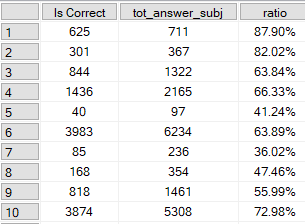 Is Correct tot_answer_subj ratio
1 625 711 87.90%
2 301 367 82.02%
3 844 1322 63.84%
4 1436 2165 66.33%
5 40 97 41.24%
6 3983 6234 63.89%
7 85 236 36.02%
8 168 354 47.46%
9 818 1461 55.99%
10 3874 5308 72.98%